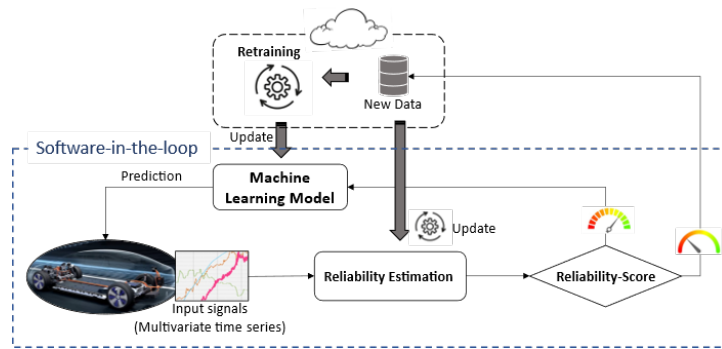 Retraining
New Data
Update
Software-in-the-loop
Prediction
Machine
Learning Model
Update
Reliability Estimation
Reliability-Score
Input signals
(Multivariate time series)